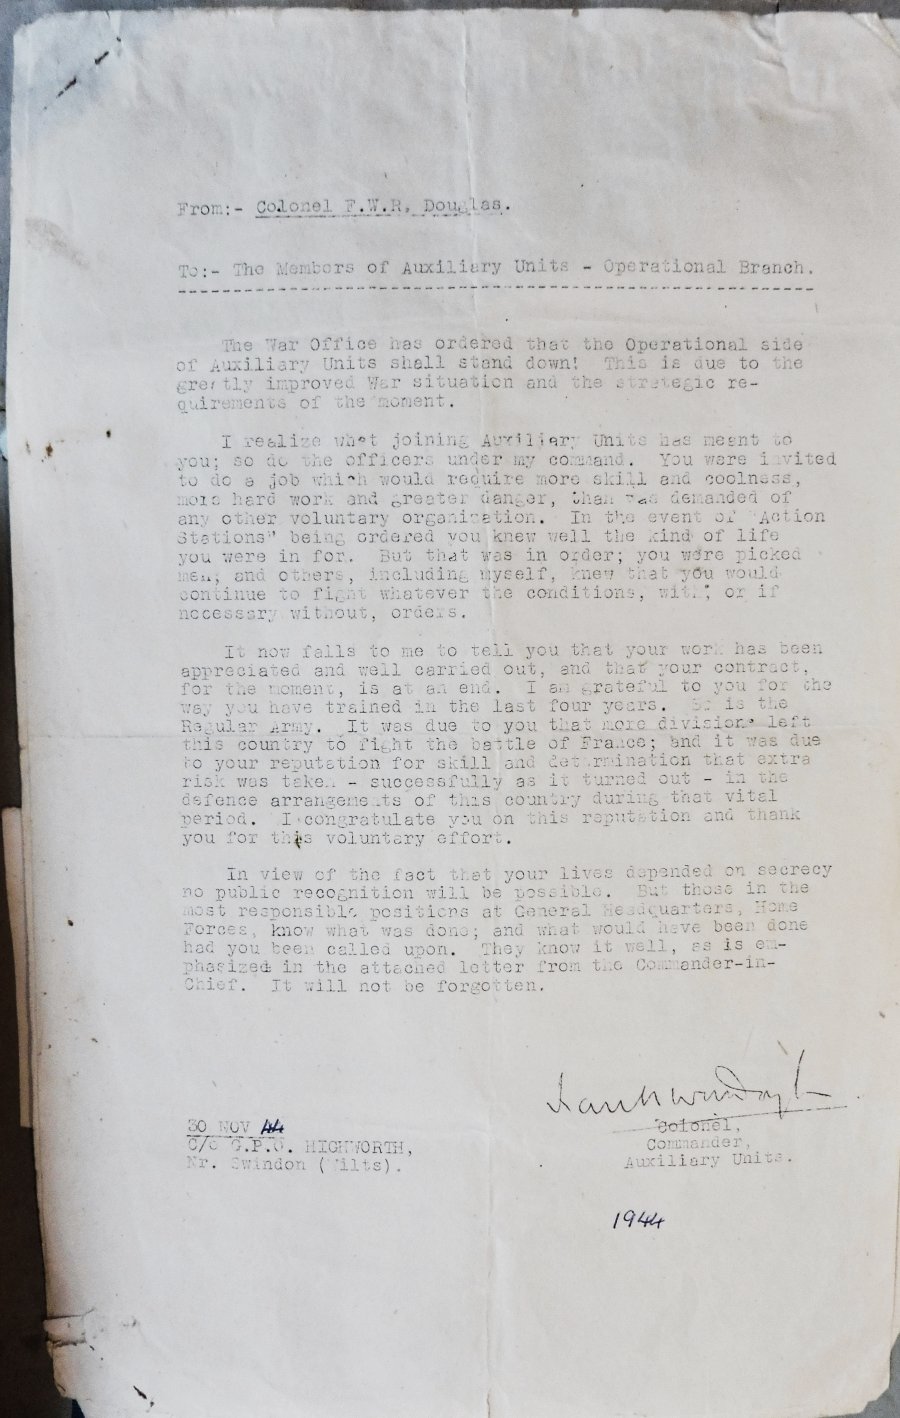 From:- Colonel F.W.R. Douglas.
To:- The Members of Auxiliary Units - Operational Branch.
The War Office has ordered that the Operational side
of Auxiliary Units shall stand down! This is due to the
greatly improved War situation and the strategic re-
quirements of the moment.
I realize what joining Auxiliary Units has meant to
you; so do the officers under my command. You were invited
to do a job which would require more skill and coolness,
more hard work and greater danger, than was demanded of
any other voluntary organisation. In the event of "Action
Stations" being ordered you knew well the kind of life
you were in for. But that was in order; you were picked
men; and others, including myself, knew that you would
continue to fight whatever the conditions, with, or if
necessary without, orders.
It now falls to me to tell you that your work has been
appreciated and well carried out, and that your contract,
for the moment, is at an end. I am grateful to you for the
way you have trained in the last four years. So is the
Regular Army. It was due to you that more divisions left
this country to fight the battle of France; and it was due
to your reputation for skill and determination that extra
risk was taken - successfully as it turned out - in the
defence arrangements of this country during that vital
period. I congratulate you on this reputation and thank
you for this voluntary effort.
In view of the fact that your lives depended on secrecy
no public recognition will be possible. But those in the
most responsible positions at General Headquarters, Home
Forces, know what was done; and what would have been done
had you been called upon. They know it well, as is em-
phasized in the attached letter from the Commander-in-
Chief. It will not be forgotten.
30 NOV 44
C/o G.P.O. HIGHWORTH,
Nr. Swindon (Wilts).
Colonel,
Commander,
Auxiliary Units.
1944